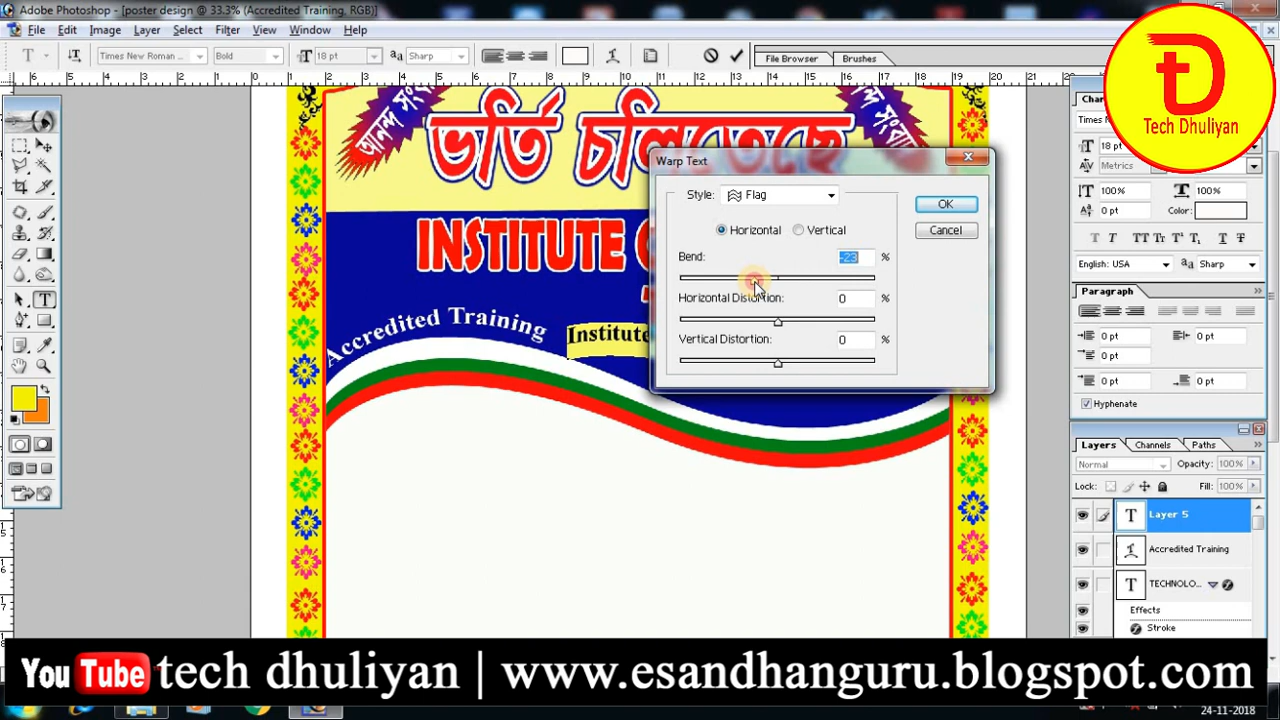 Adobe Photoshop - [poster design @ 33.3% (Accredited Training, RGB)]
File Edit Image Layer Select Filter View Window Help
Times New Roman Bold 18 pt Sharp File Browser Brushes
ভর্তি চলিতেছে
আনন্দ
INSTITUTE
Accredited Training
Institute
Warp Text
Style: Flag
Horizontal Vertical
Bend: -23 %
Horizontal Distortion: 0 %
Vertical Distortion: 0 %
OK
Cancel
Tech Dhuliyan
18 pt
Metrics
100% 100%
0 pt Color:
English: USA Sharp
Paragraph
0 pt 0 pt
0 pt
0 pt 0 pt
Hyphenate
Layers Channels Paths
Normal Opacity: 100%
Lock: Fill: 100%
Layer 5
Accredited Training
TECHNOLO...
Effects
Stroke
You Tube tech dhuliyan | www.esandhanguru.blogspot.com
24-11-2018